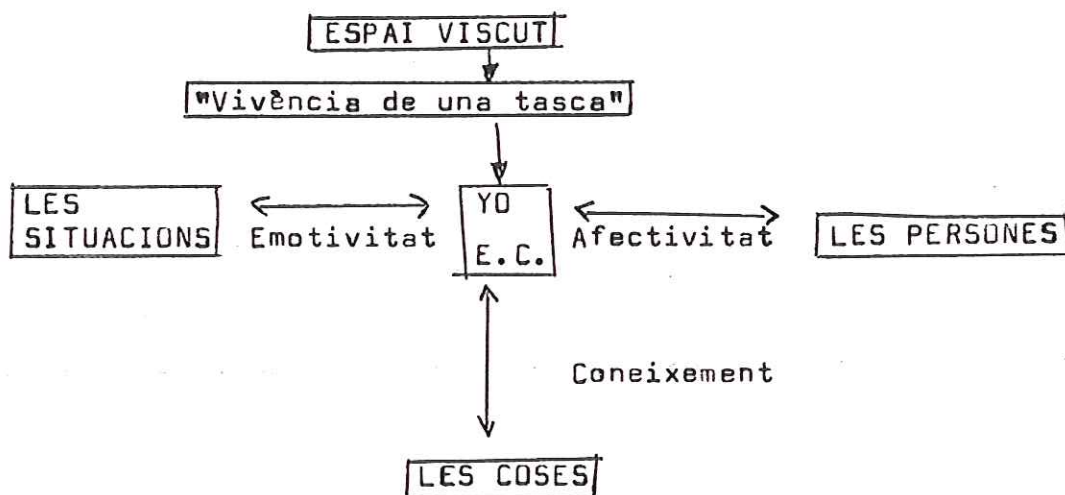 ESPAI VISCUT
"Vivència de una tasca"
LES
SITUACIONS
Emotivitat
YO
E.C.
Afectivitat
LES PERSONES
Coneixement
LES COSES